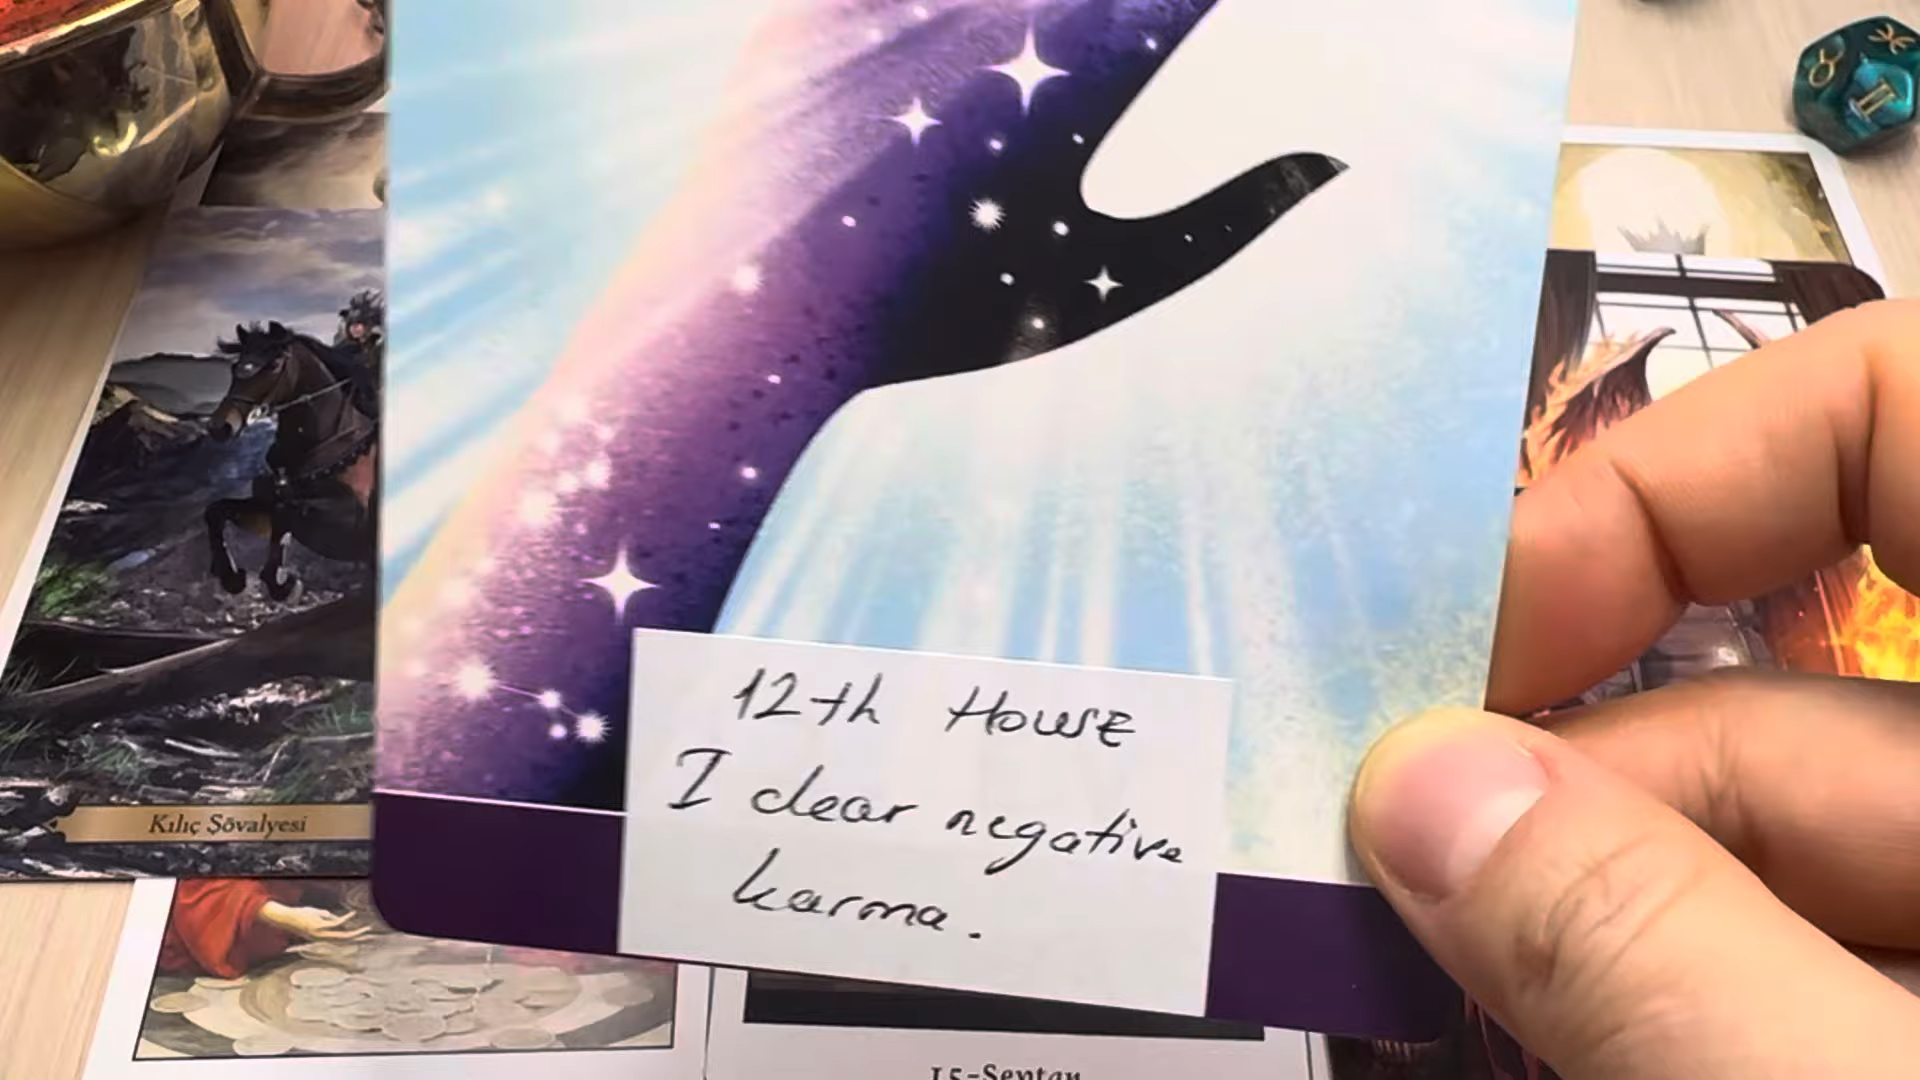 12th House
I clear negative
karma.
Kılıç Şövalyesi
15-Şeytan